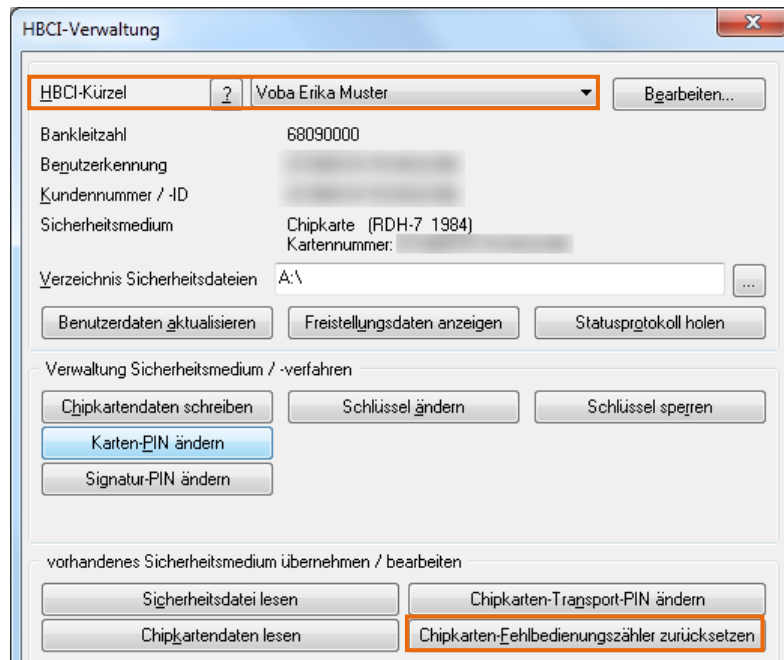 HBCI-Verwaltung
HBCI-Kürzel ? Voba Erika Muster Bearbeiten...
Bankleitzahl 68090000
Benutzerkennung
Kundennummer / -ID
Sicherheitsmedium Chipkarte (RDH-7 1984)
Kartennummer:
Verzeichnis Sicherheitsdateien A:\ ...
Benutzerdaten aktualisieren Freistellungsdaten anzeigen Statusprotokoll holen
Verwaltung Sicherheitsmedium / -verfahren
Chipkartendaten schreiben Schlüssel ändern Schlüssel sperren
Karten-PIN ändern
Signatur-PIN ändern
vorhandenes Sicherheitsmedium übernehmen / bearbeiten
Sicherheitsdatei lesen Chipkarten-Transport-PIN ändern
Chipkartendaten lesen Chipkarten-Fehlbedienungszähler zurücksetzen